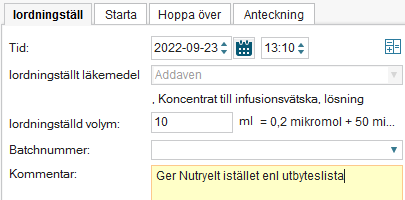 Iordningställ Starta Hoppa över Anteckning
Tid: 2022-09-23 13:10
Iordningställt läkemedel Addaven
, Koncentrat till infusionsvätska, lösning
Iordningställd volym: 10 ml = 0,2 mikromol + 50 mi...
Batchnummer:
Kommentar: Ger Nutryelt istället enl utbyteslista